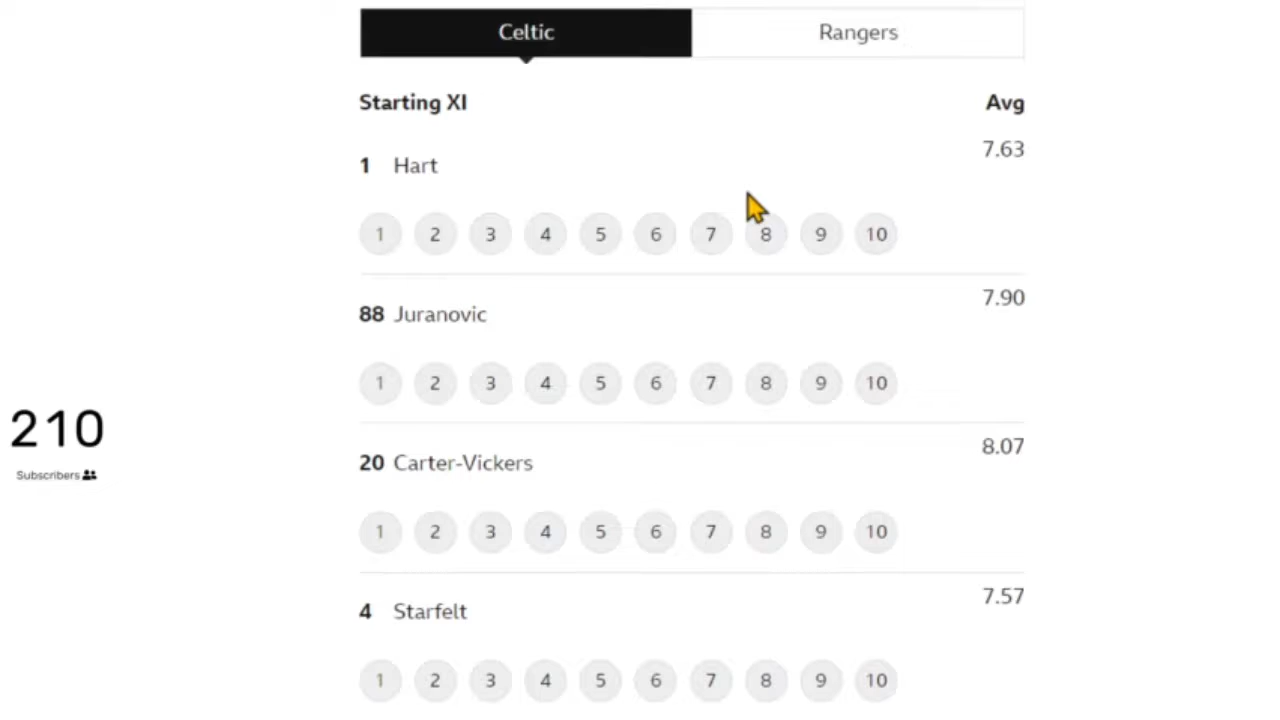 Celtic Rangers
Starting XI Avg
7.63
1 Hart
1 2 3 4 5 6 7 8 9 10
7.90
88 Juranovic
1 2 3 4 5 6 7 8 9 10
8.07
20 Carter-Vickers
1 2 3 4 5 6 7 8 9 10
7.57
4 Starfelt
1 2 3 4 5 6 7 8 9 10
210
Subscribers